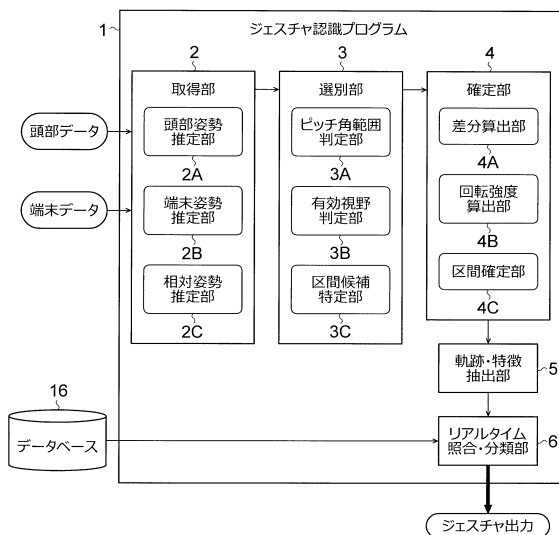 1
ジェスチャ認識プログラム
2
3
4
取得部
選別部
確定部
頭部データ
端末データ
頭部姿勢
推定部
2A
端末姿勢
推定部
2B
相対姿勢
推定部
2C
ピッチ角範囲
判定部
3A
有効視野
判定部
3B
区間候補
特定部
3C
差分算出部
4A
回転強度
算出部
4B
区間確定部
4C
軌跡・特徴
抽出部
5
16
データベース
リアルタイム
照合・分類部
6
ジェスチャ出力